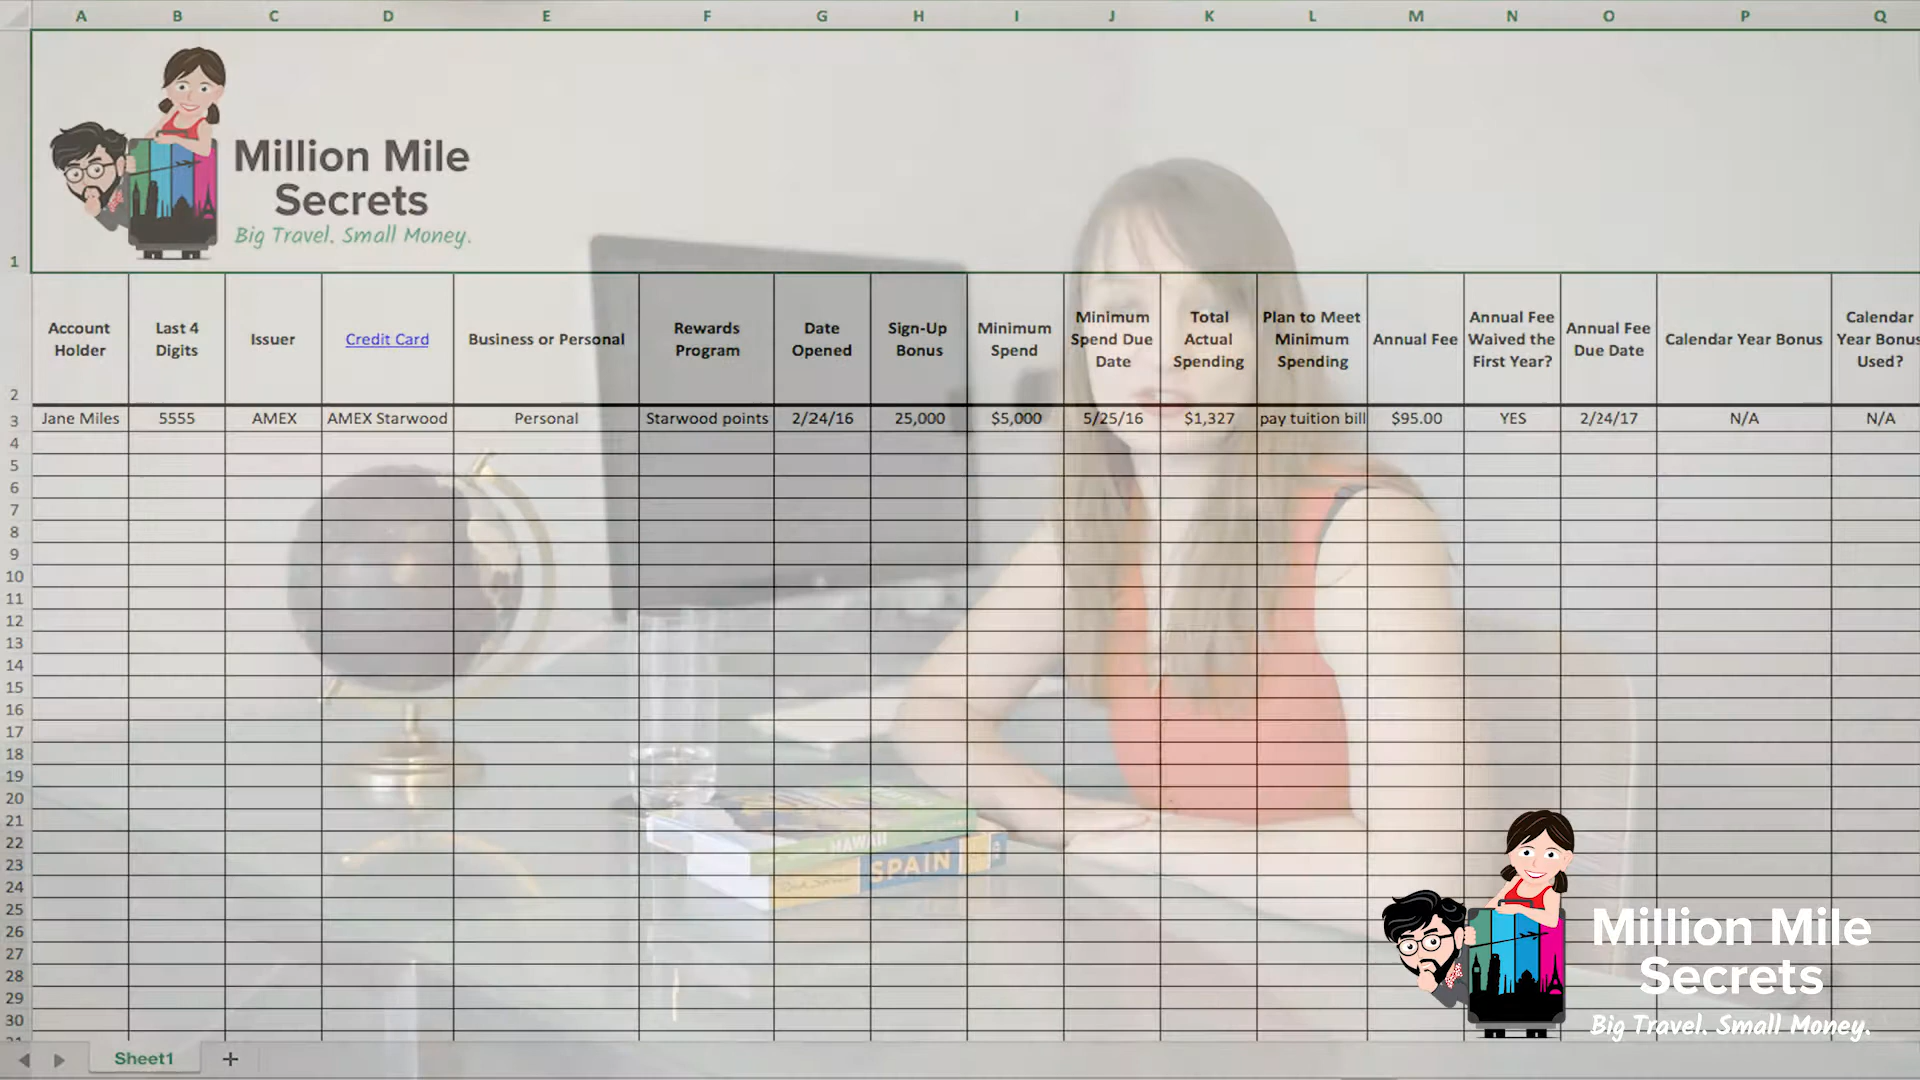 A B C D E F G H I J K L M N O P Q
Million Mile
Secrets
Big Travel. Small Money.
1
Account
Holder
Last 4
Digits
Issuer
Credit Card
Business or Personal
Rewards
Program
Date
Opened
Sign-Up
Bonus
Minimum
Spend
Minimum
Spend Due
Date
Total
Actual
Spending
Plan to Meet
Minimum
Spending
Annual Fee
Annual Fee
Waived the
First Year?
Annual Fee
Due Date
Calendar Year Bonus
Calendar
Year Bonus
Used?
2
3 Jane Miles 5555 AMEX AMEX Starwood Personal Starwood points 2/24/16 25,000 $5,000 5/25/16 $1,327 pay tuition bill $95.00 YES 2/24/17 N/A N/A
4
5
6
7
8
9
10
11
12
13
14
15
16
17
18
19
20
21
22
23
24
25
26
27
28
29
30
HAWAII
SPAIN
Million Mile
Secrets
Big Travel. Small Money.
Sheet1